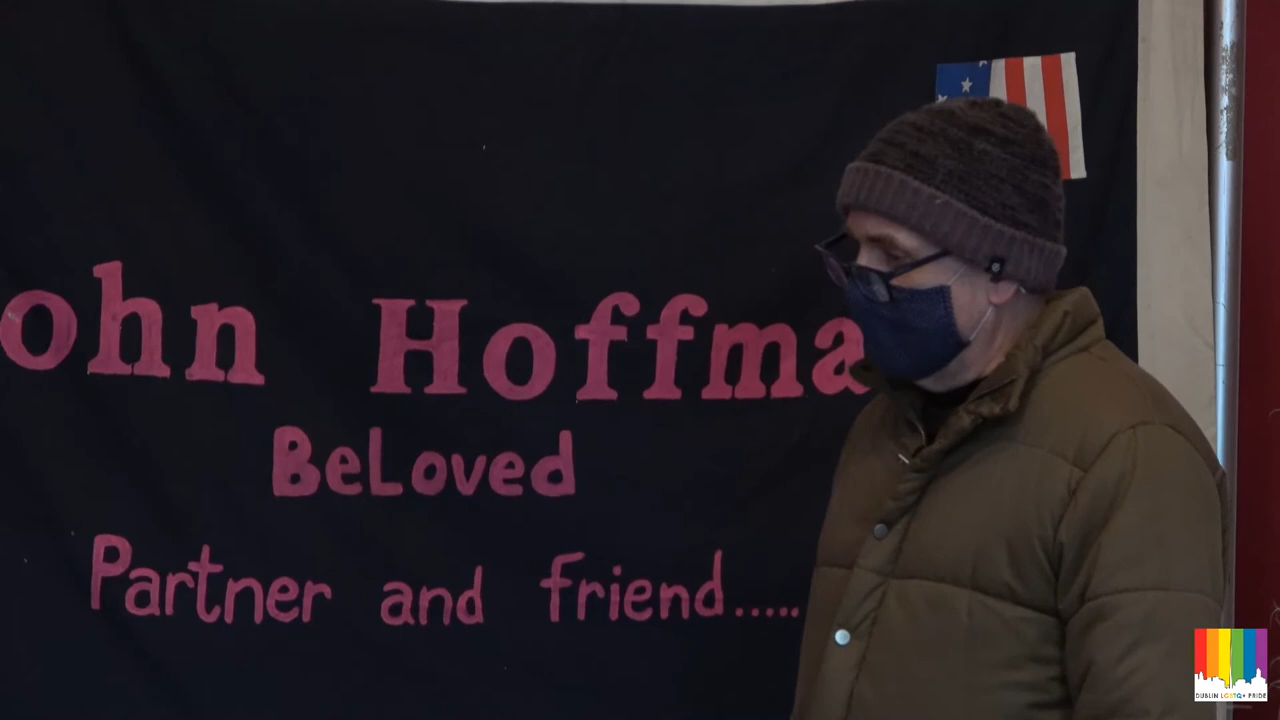 ohn Hoffma
BeLoved
Partner and friend.....
DUBLIN LGBTQ+ PRIDE